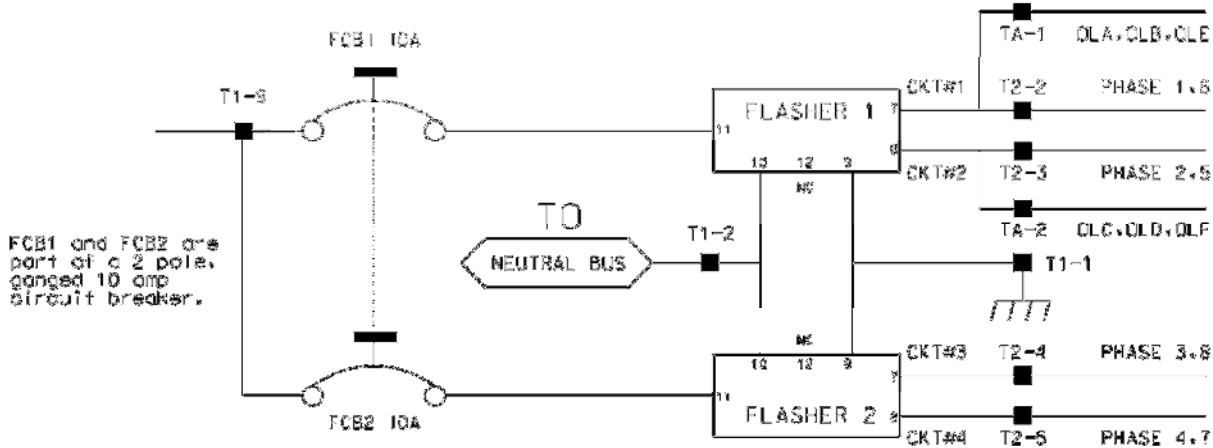 FCB1 10A
T1-9
FLASHER 1
11
7
8
10 12 9
NC
CKT#1
CKT#2
TA-1 OLA,OLB,OLE
T2-2 PHASE 1,6
T2-3 PHASE 2,5
TA-2 OLC,OLD,OLF
TO
NEUTRAL BUS
T1-2
T1-1
FCB1 and FCB2 are
part of a 2 pole,
ganged 10 amp
circuit breaker.
FCB2 10A
NC
10 12 9
11
7
8
FLASHER 2
CKT#3 T2-4 PHASE 3,8
CKT#4 T2-5 PHASE 4,7